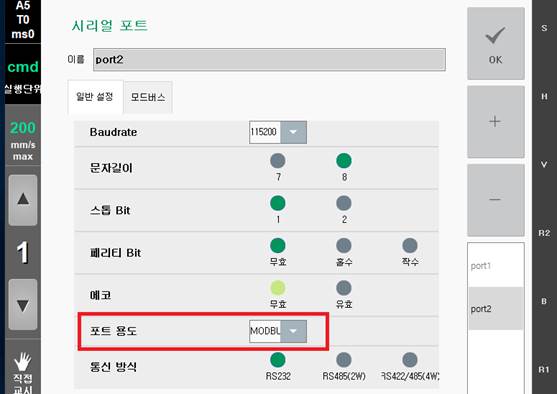 A5
T0
ms0
cmd
실행단위
200
mm/s
max
1
직접
교시
시리얼 포트
이름 port2
일반 설정 모드버스
Baudrate 115200
문자길이 7 8
스톱 Bit 1 2
페리티 Bit 무효 홀수 짝수
에코 무효 유효
포트 용도 MODBU
통신 방식 RS232 RS485(2W) RS422/485(4W)
OK
+
−
port1
port2
S
H
V
R2
B
R1